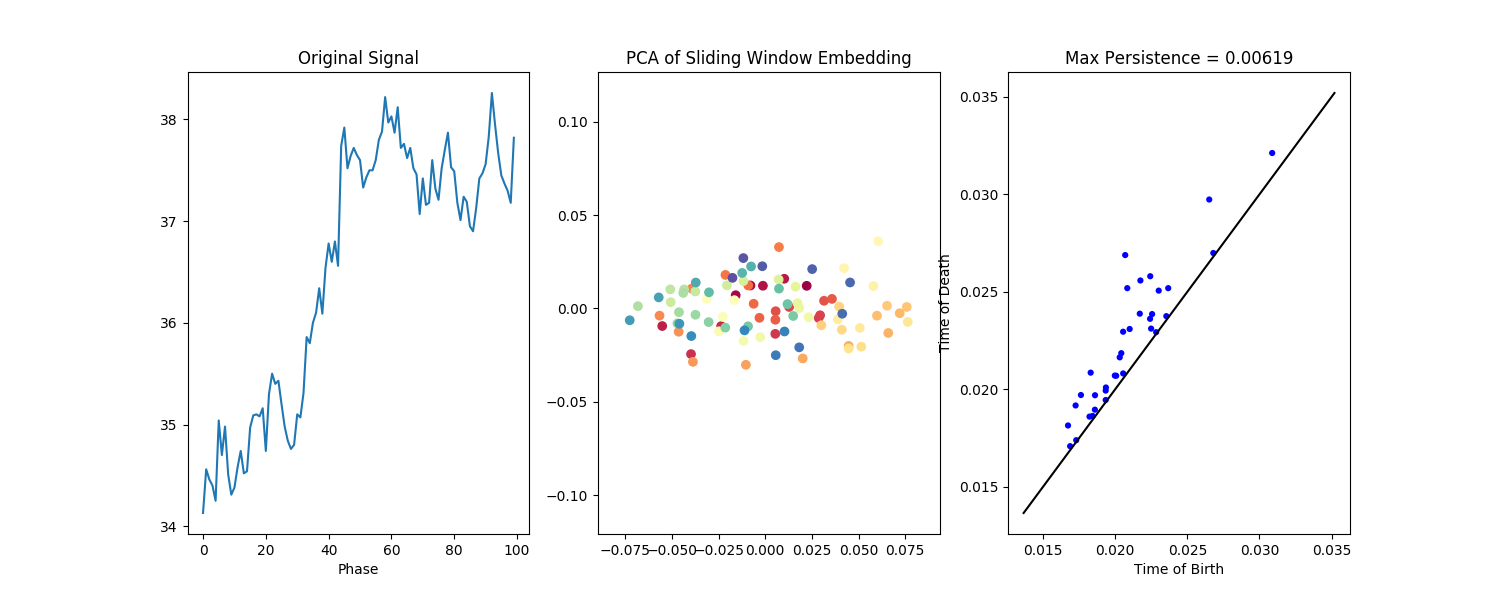 Original Signal
38
37
36
35
34
0 20 40 60 80 100
Phase
PCA of Sliding Window Embedding
0.10
0.05
0.00
−0.05
−0.10
−0.075 −0.050 −0.025 0.000 0.025 0.050 0.075
Max Persistence = 0.00619
Time of Death
0.035
0.030
0.025
0.020
0.015
0.015 0.020 0.025 0.030 0.035
Time of Birth